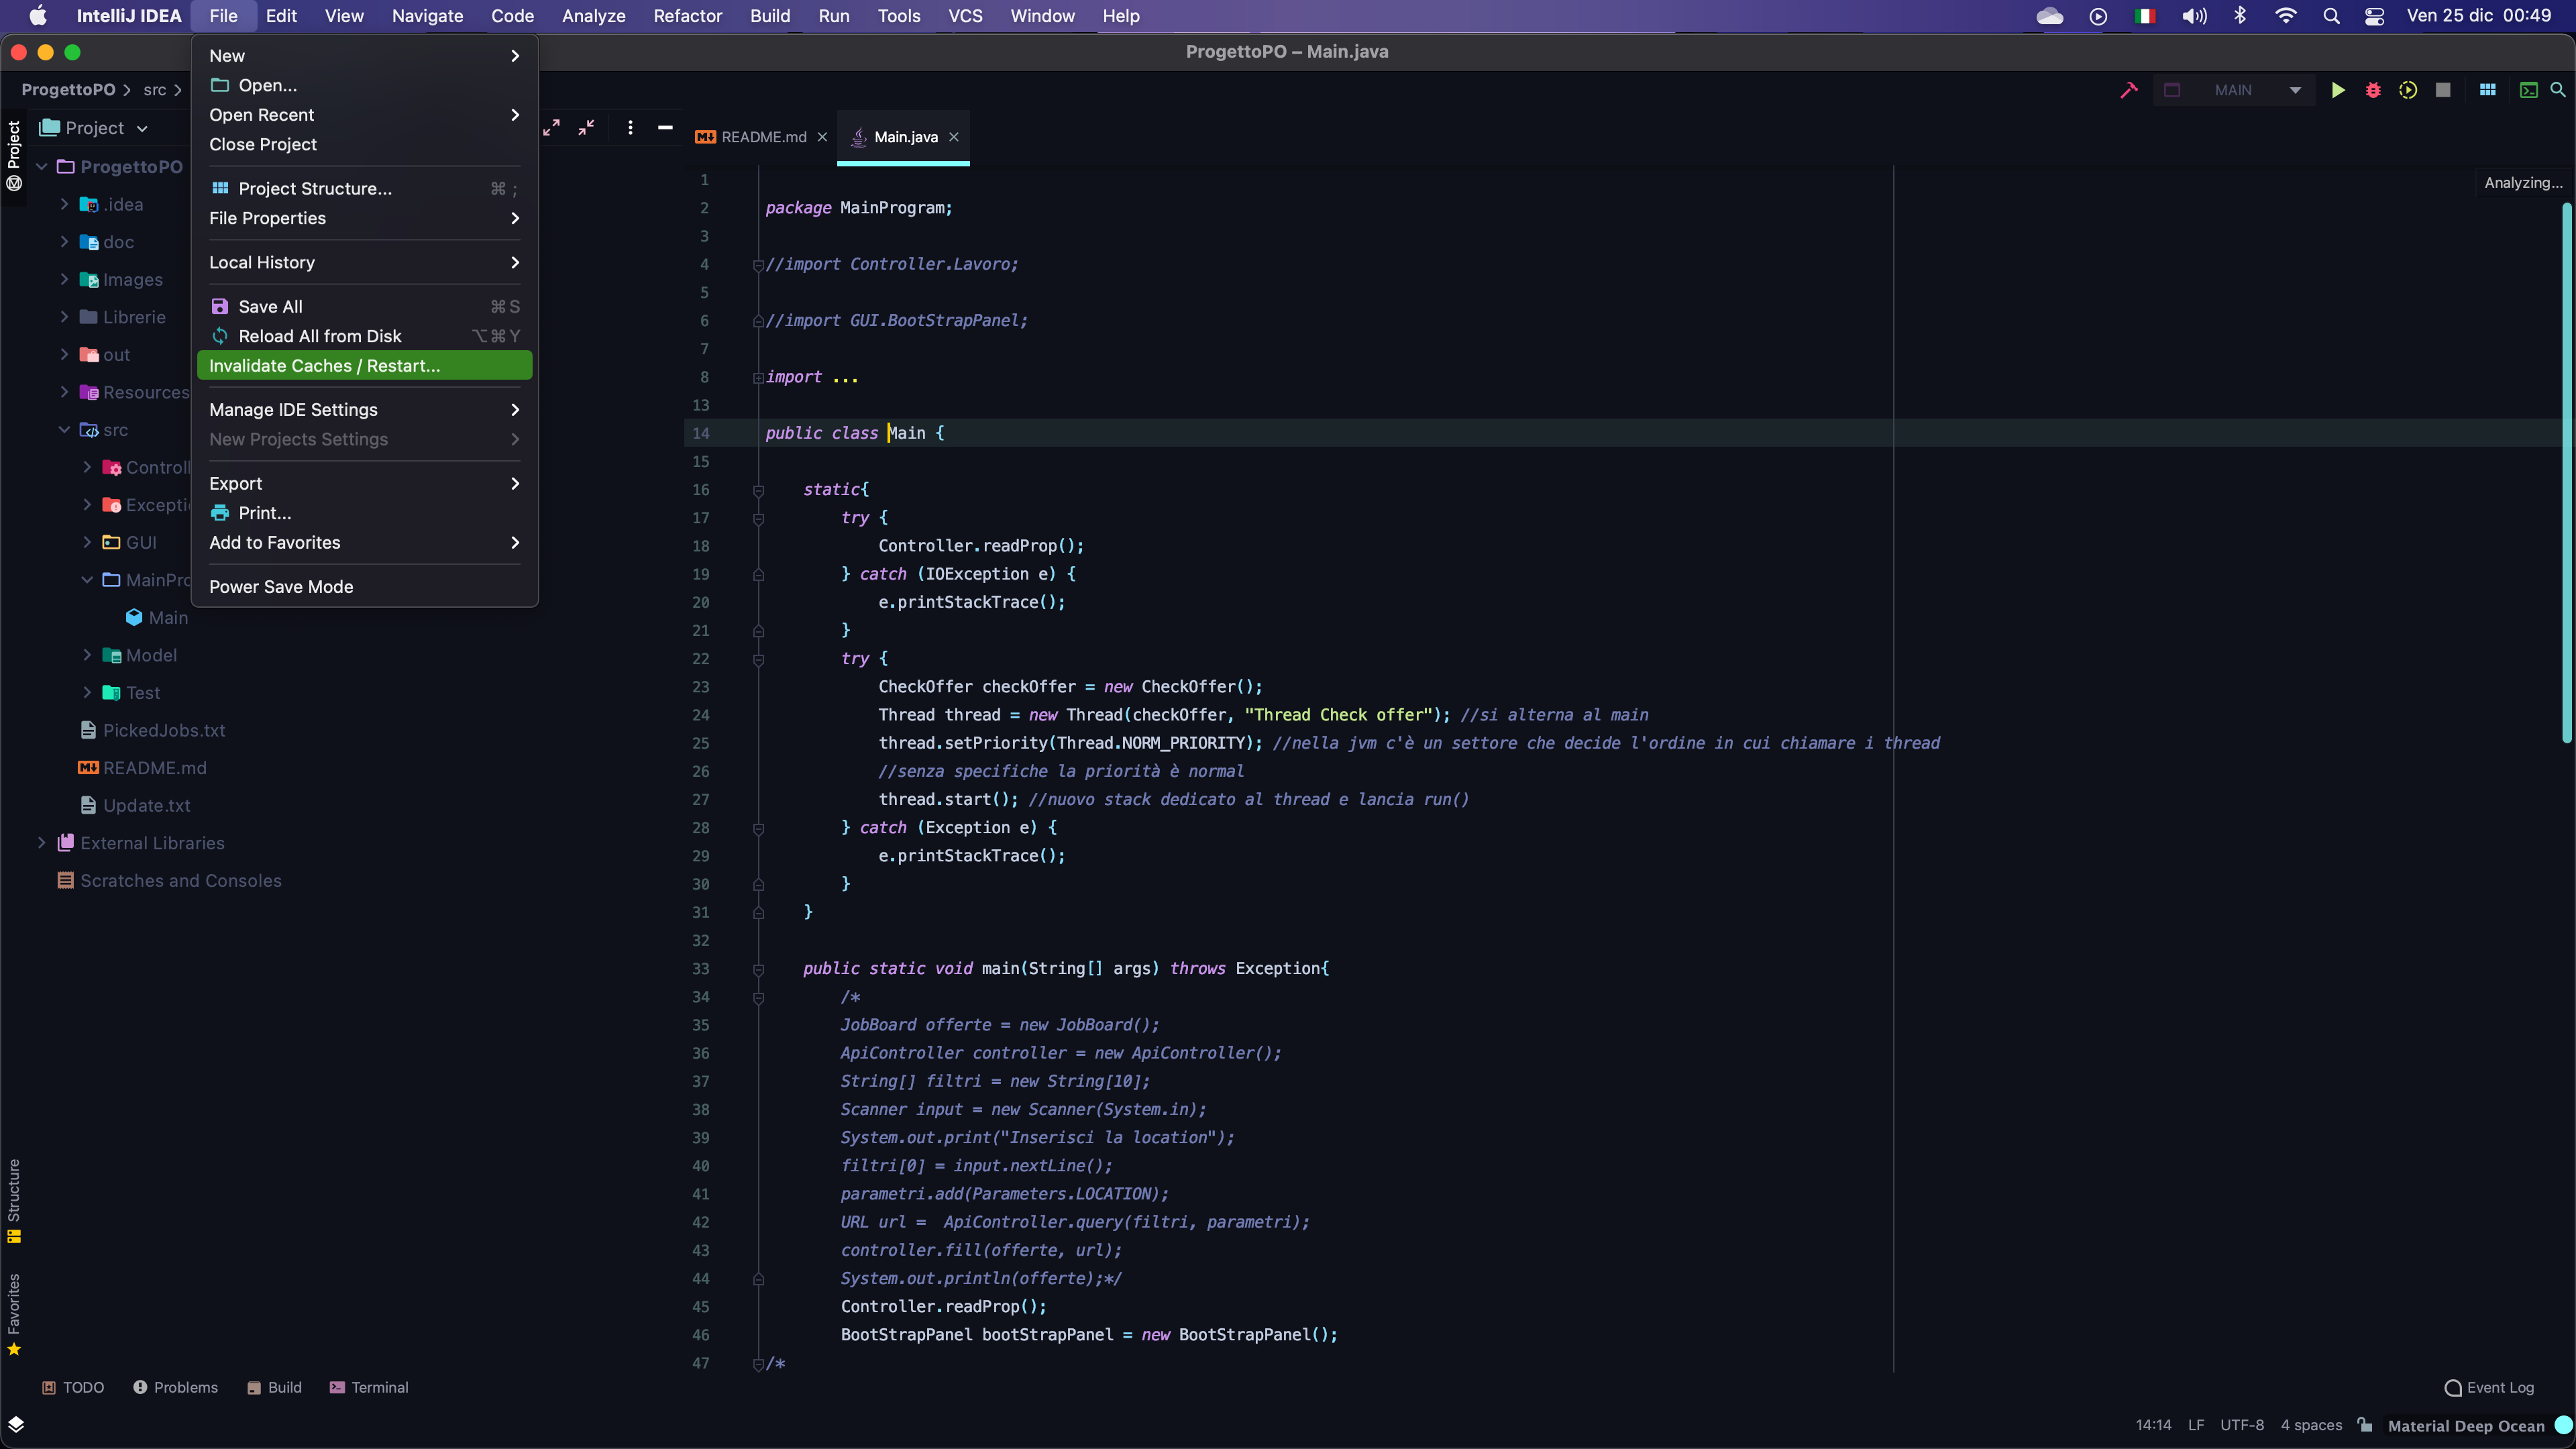 IntelliJ IDEA File Edit View Navigate Code Analyze Refactor Build Run Tools VCS Window Help Ven 25 dic 00:49
ProgettoPO – Main.java
ProgettoPO src MAIN
Project
README.md Main.java
Analyzing...
New
Open...
Open Recent
Close Project
Project Structure... ⌘ ;
File Properties
Local History
Save All ⌘ S
Reload All from Disk ⌥⌘ Y
Invalidate Caches / Restart...
Manage IDE Settings
New Projects Settings
Export
Print...
Add to Favorites
Power Save Mode
Project
Structure
Favorites
ProgettoPO
.idea
doc
Images
Librerie
out
Resources
src
Controll
Excepti
GUI
MainPro
Main
Model
Test
PickedJobs.txt
README.md
Update.txt
External Libraries
Scratches and Consoles
1
2 package MainProgram;
3
4 //import Controller.Lavoro;
5
6 //import GUI.BootStrapPanel;
7
8 import ...
13
14 public class Main {
15
16 static{
17 try {
18 Controller.readProp();
19 } catch (IOException e) {
20 e.printStackTrace();
21 }
22 try {
23 CheckOffer checkOffer = new CheckOffer();
24 Thread thread = new Thread(checkOffer, "Thread Check offer"); //si alterna al main
25 thread.setPriority(Thread.NORM_PRIORITY); //nella jvm c'è un settore che decide l'ordine in cui chiamare i thread
26 //senza specifiche la priorità è normal
27 thread.start(); //nuovo stack dedicato al thread e lancia run()
28 } catch (Exception e) {
29 e.printStackTrace();
30 }
31 }
32
33 public static void main(String[] args) throws Exception{
34 /*
35 JobBoard offerte = new JobBoard();
36 ApiController controller = new ApiController();
37 String[] filtri = new String[10];
38 Scanner input = new Scanner(System.in);
39 System.out.print("Inserisci la location");
40 filtri[0] = input.nextLine();
41 parametri.add(Parameters.LOCATION);
42 URL url =  ApiController.query(filtri, parametri);
43 controller.fill(offerte, url);
44 System.out.println(offerte);*/
45 Controller.readProp();
46 BootStrapPanel bootStrapPanel = new BootStrapPanel();
47 /*
TODO Problems Build Terminal Event Log
14:14 LF UTF-8 4 spaces Material Deep Ocean